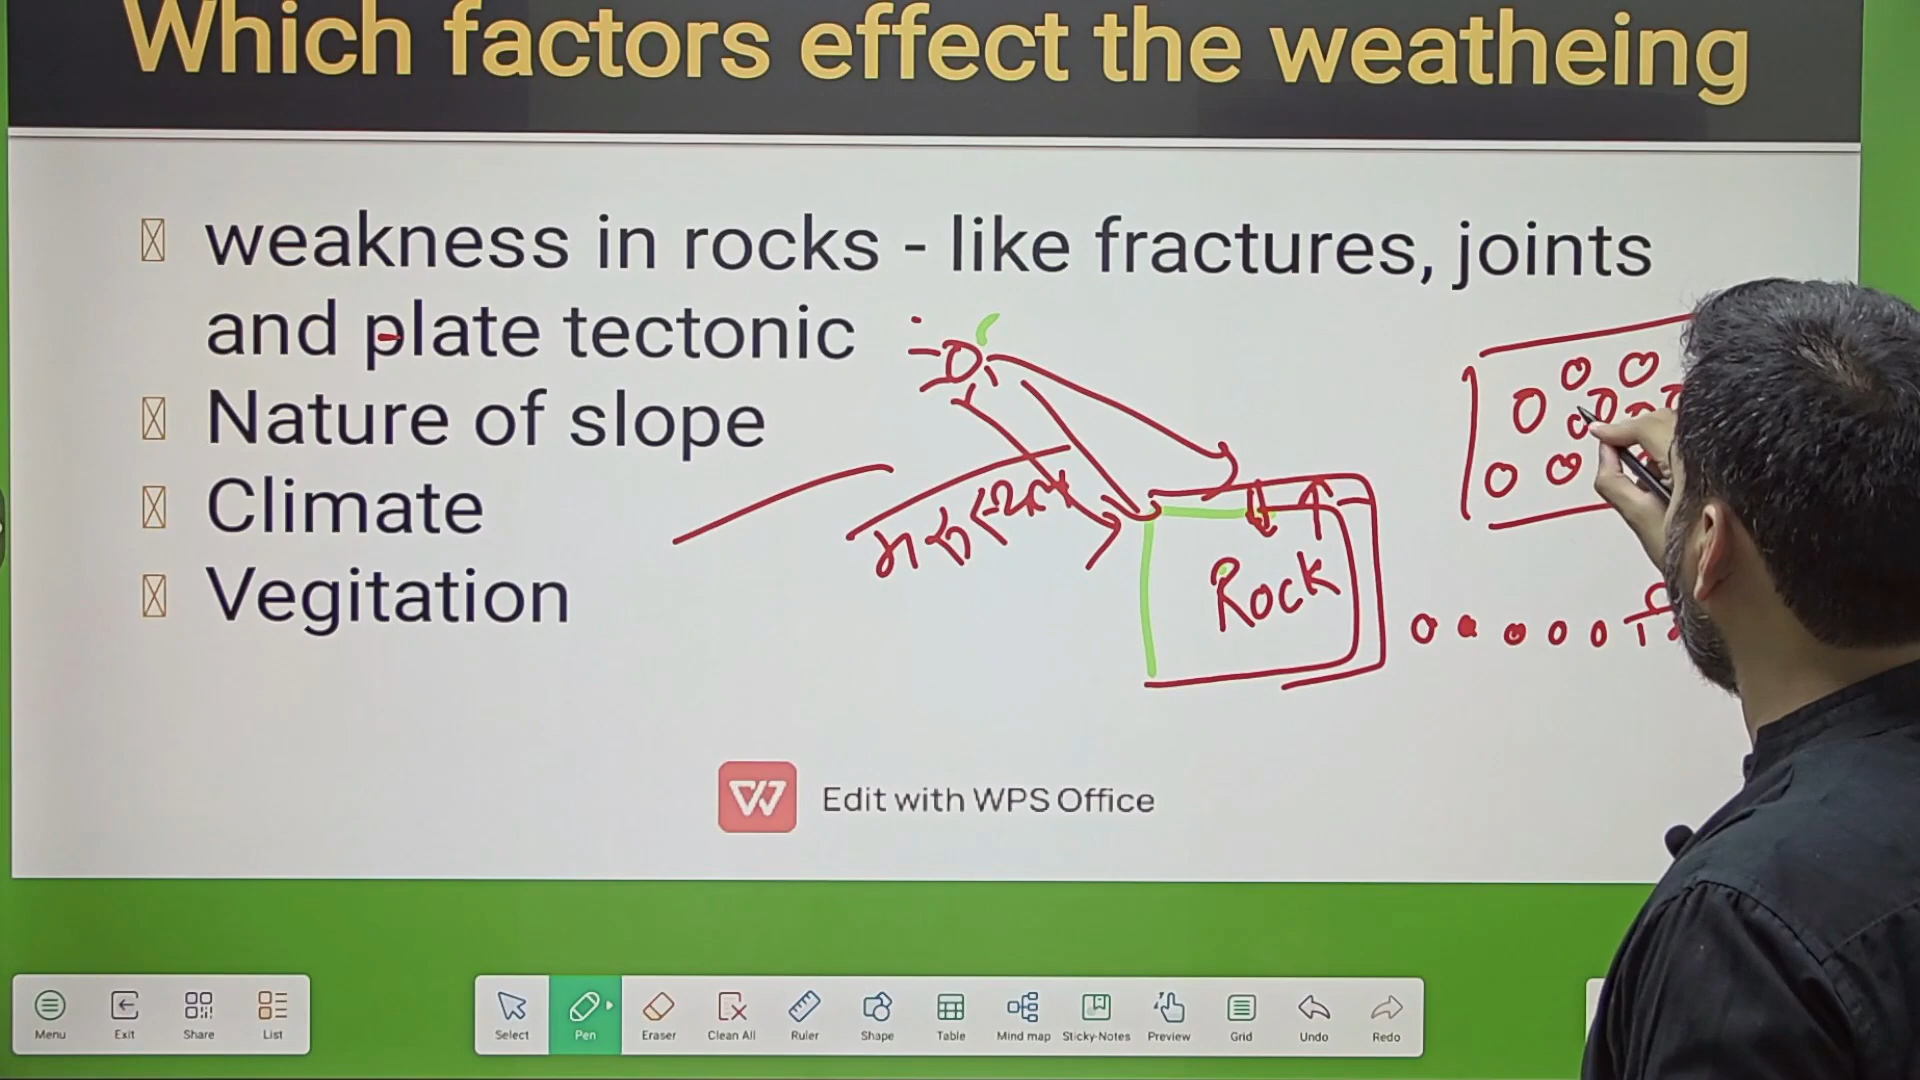 Which factors effect the weatheing
weakness in rocks - like fractures, joints
and plate tectonic
Nature of slope
Climate
Vegitation
Rock
Edit with WPS Office
Menu
Exit
Share
List
Select
Pen
Eraser
Clean All
Ruler
Shape
Table
Mind map
Sticky-Notes
Preview
Grid
Undo
Redo